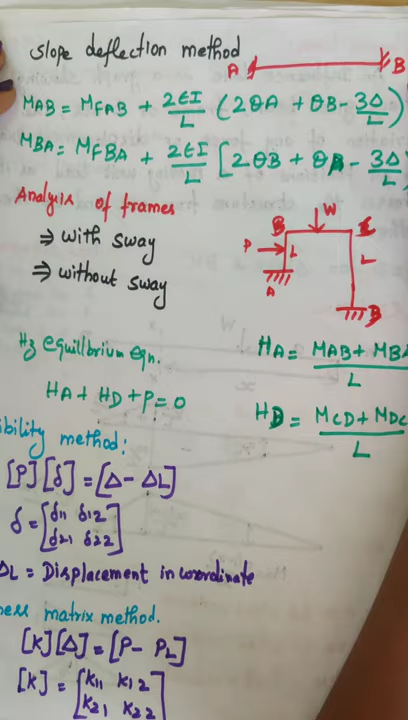 slope deflection method
A B
MAB = MFAB + 2EI/L (2θA + θB - 3Δ/L)
MBA = MFBA + 2EI/L [2θB + θA - 3Δ/L]
Analysis of frames
⇒ with sway
⇒ without sway
W
B C
P L L
A
D
Hz equilibrium eqn.
HA = MAB + MBA/L
HA + HD + P = 0
HD = MCD + MDC/L
ibility method:
[P][δ] = [Δ - ΔL]
δ = [δ11 δ12
δ21 δ22]
ΔL = Displacement in coordinate
ness matrix method.
[K][Δ] = [P - PL]
[K] = [K11 K12
K21 K22]